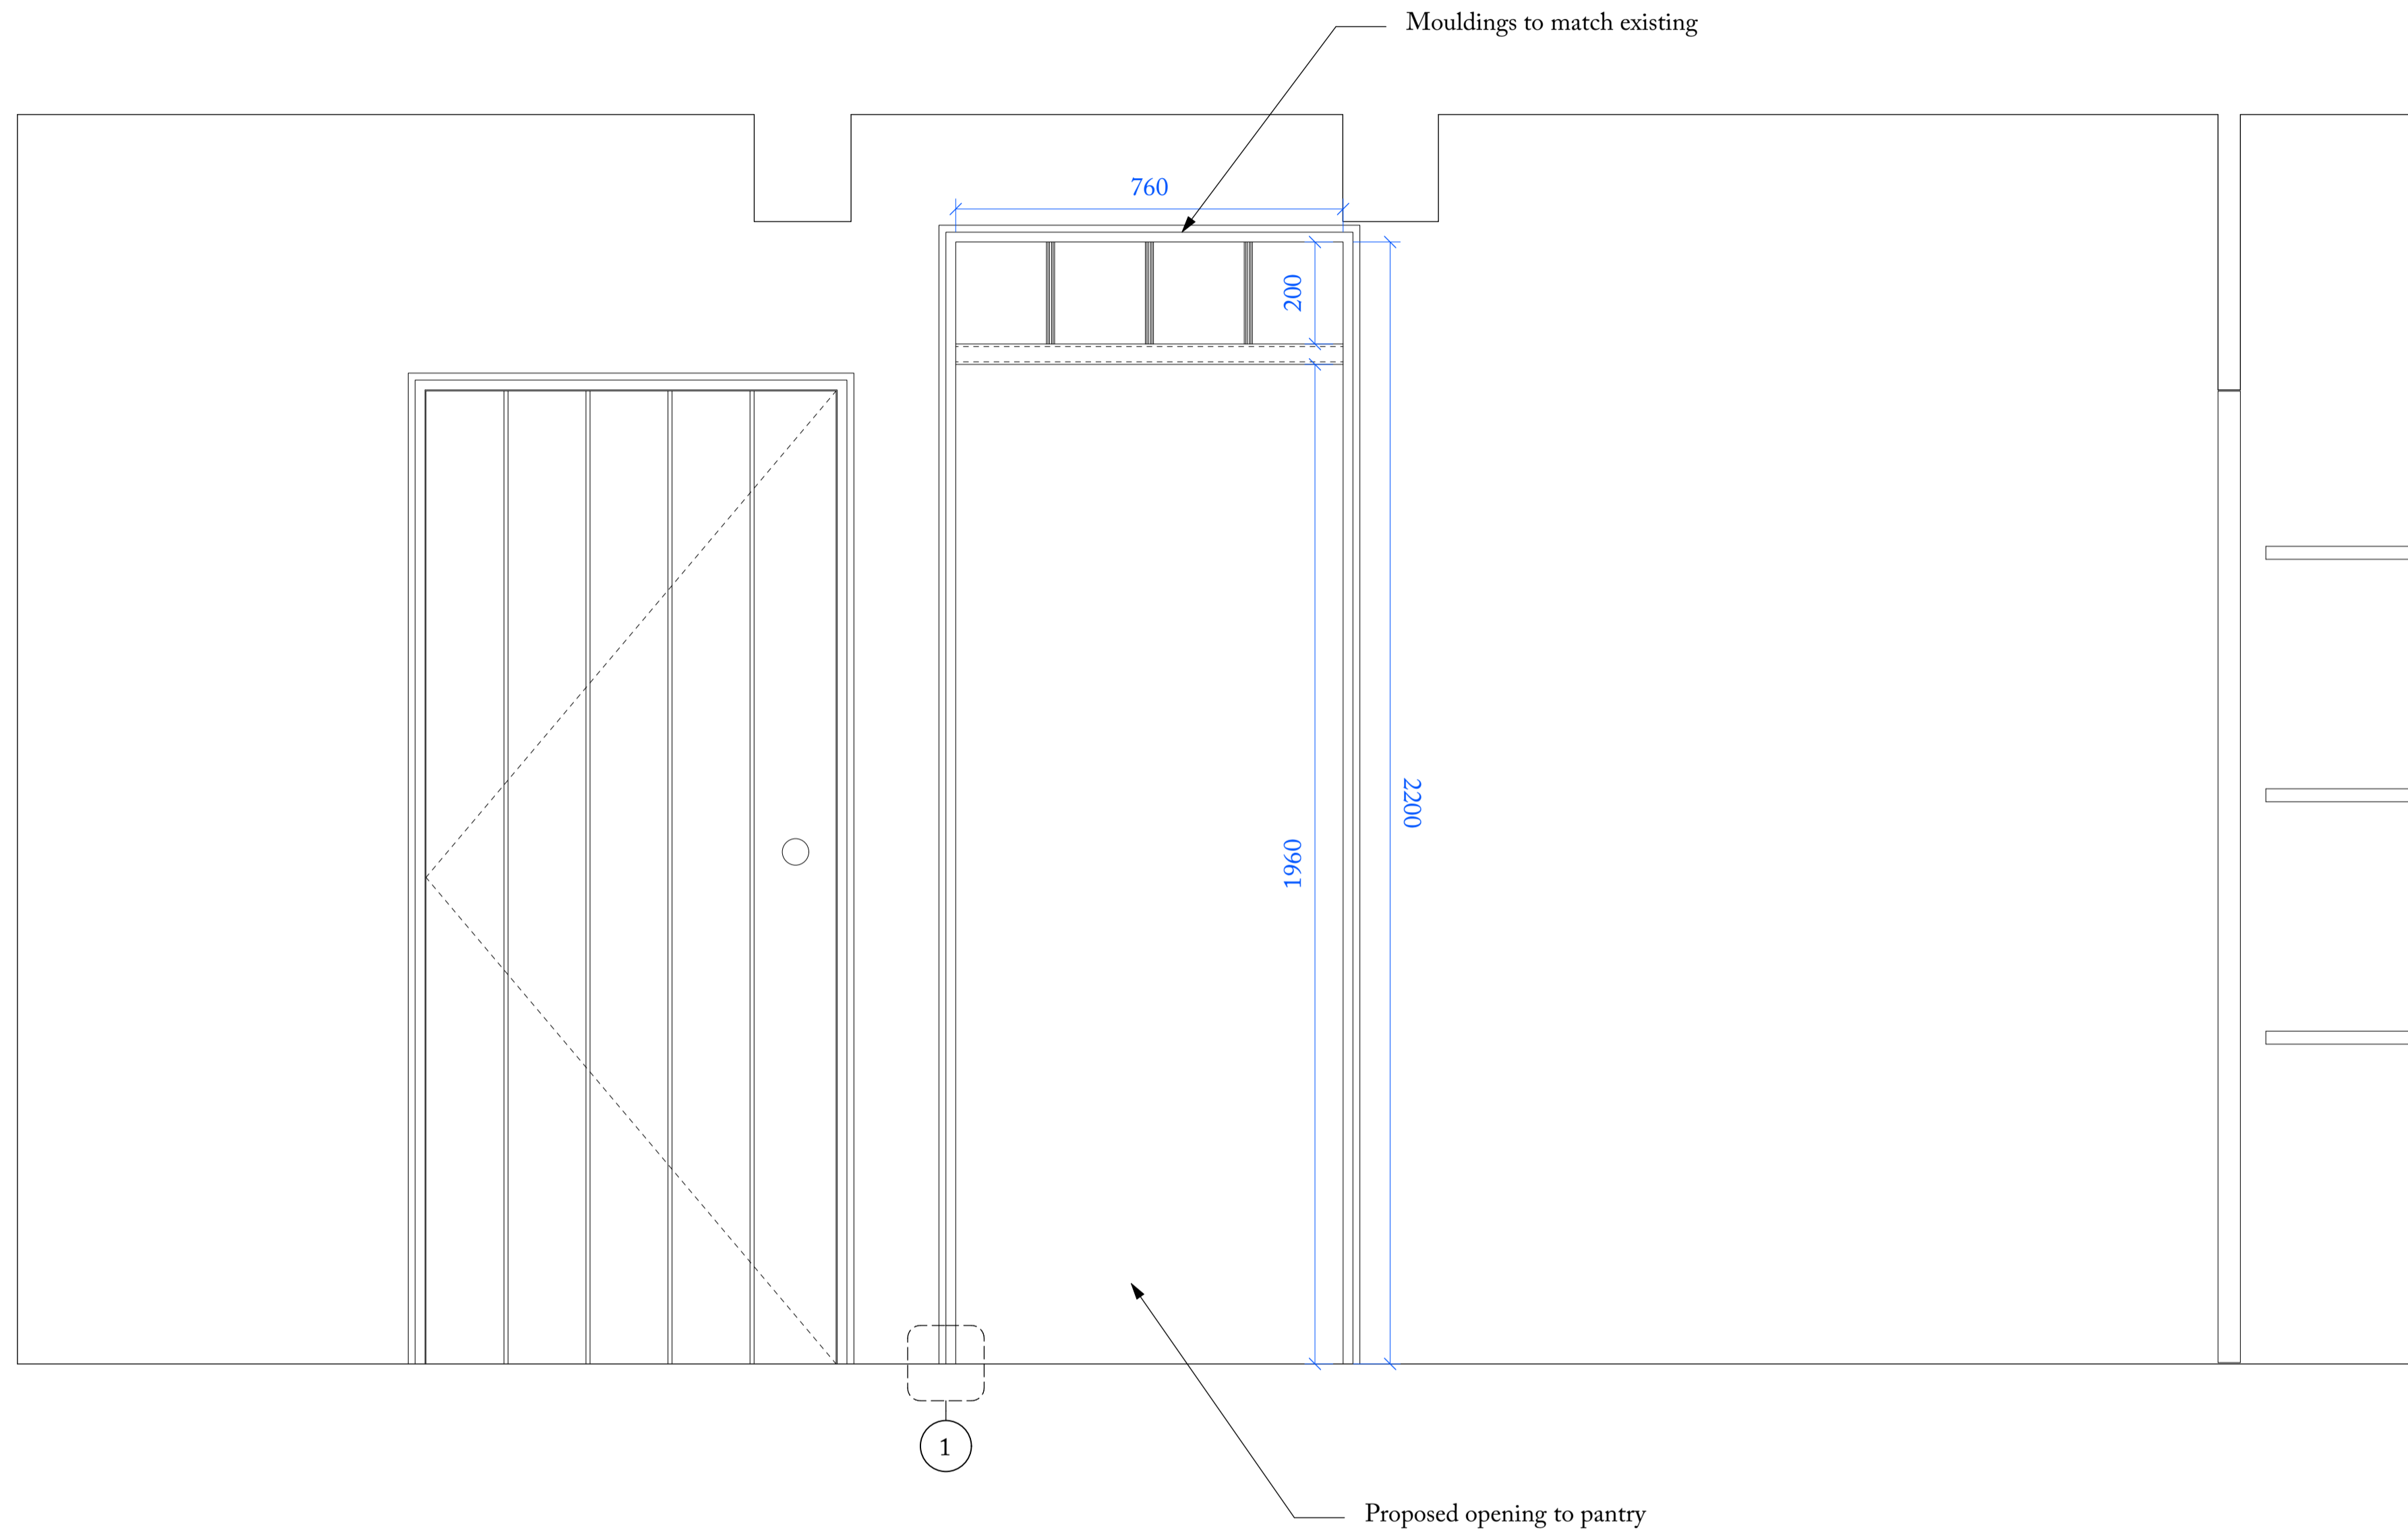 Mouldings to match existing
760
200
2200
1960
1
Proposed opening to pantry